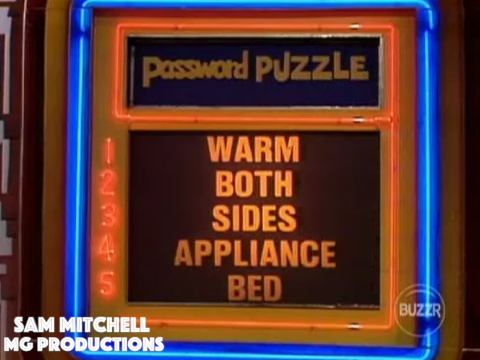 password PUZZLE
1 WARM
2 BOTH
3 SIDES
4 APPLIANCE
5 BED
BUZZR
SAM MITCHELL
MG PRODUCTIONS